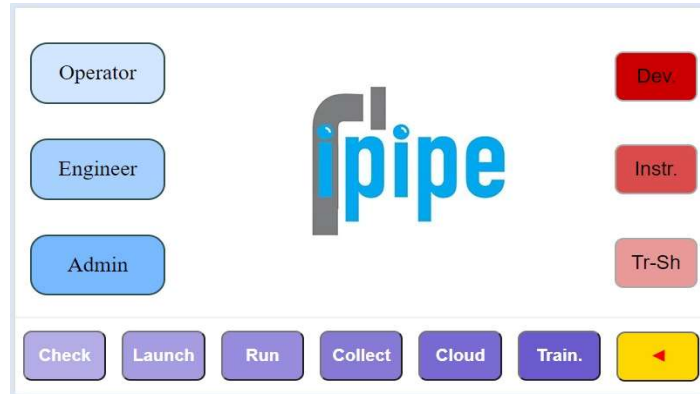 Operator
Engineer
Admin
ipipe
Dev.
Instr.
Tr-Sh
Check Launch Run Collect Cloud Train.